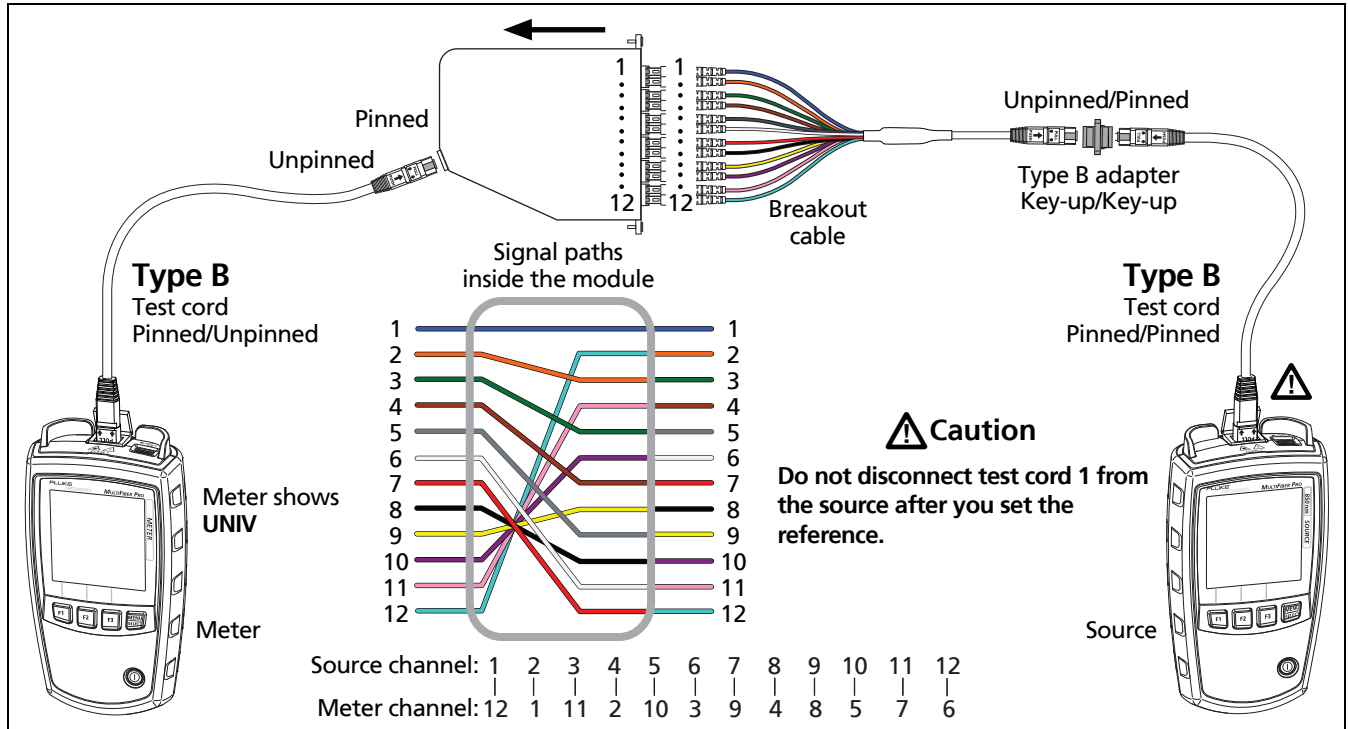 1
12
1
12
Pinned
Unpinned
Breakout
cable
Unpinned/Pinned
Type B adapter
Key-up/Key-up
Type B
Test cord
Pinned/Unpinned
Signal paths
inside the module
Type B
Test cord
Pinned/Pinned
1 1
2 2
3 3
4 4
5 5
6 6
7 7
8 8
9 9
10 10
11 11
12 12
Caution
Do not disconnect test cord 1 from
the source after you set the
reference.
Meter shows
UNIV
Meter
Source
FLUKE
MULTIFIBER PRO
METER
F1 F2 F3
FLUKE
MULTIFIBER PRO
850 nm SOURCE
F1 F2 F3
Source channel: 1 2 3 4 5 6 7 8 9 10 11 12
Meter channel: 12 1 11 2 10 3 9 4 8 5 7 6